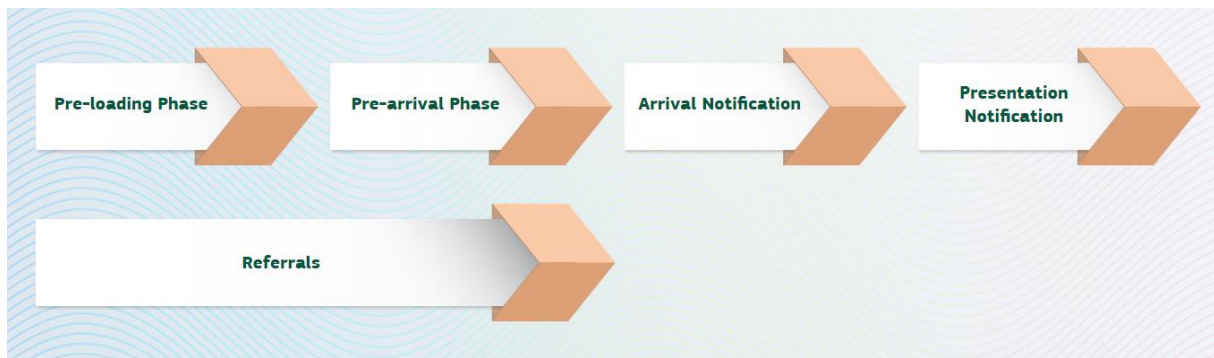 Pre-loading Phase
Pre-arrival Phase
Arrival Notification
Presentation
Notification
Referrals